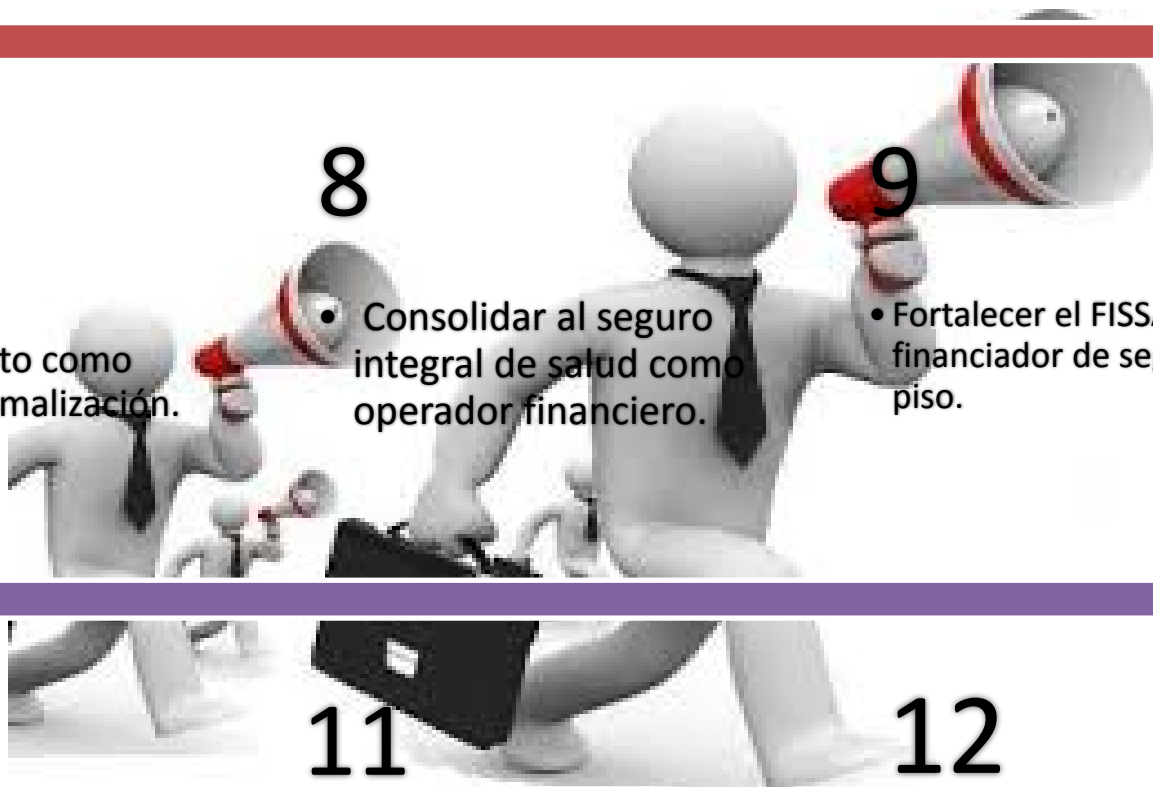 8
9
to como
malización.
• Consolidar al seguro
integral de salud como
operador financiero.
• Fortalecer el FISS
financiador de se
piso.
11
12